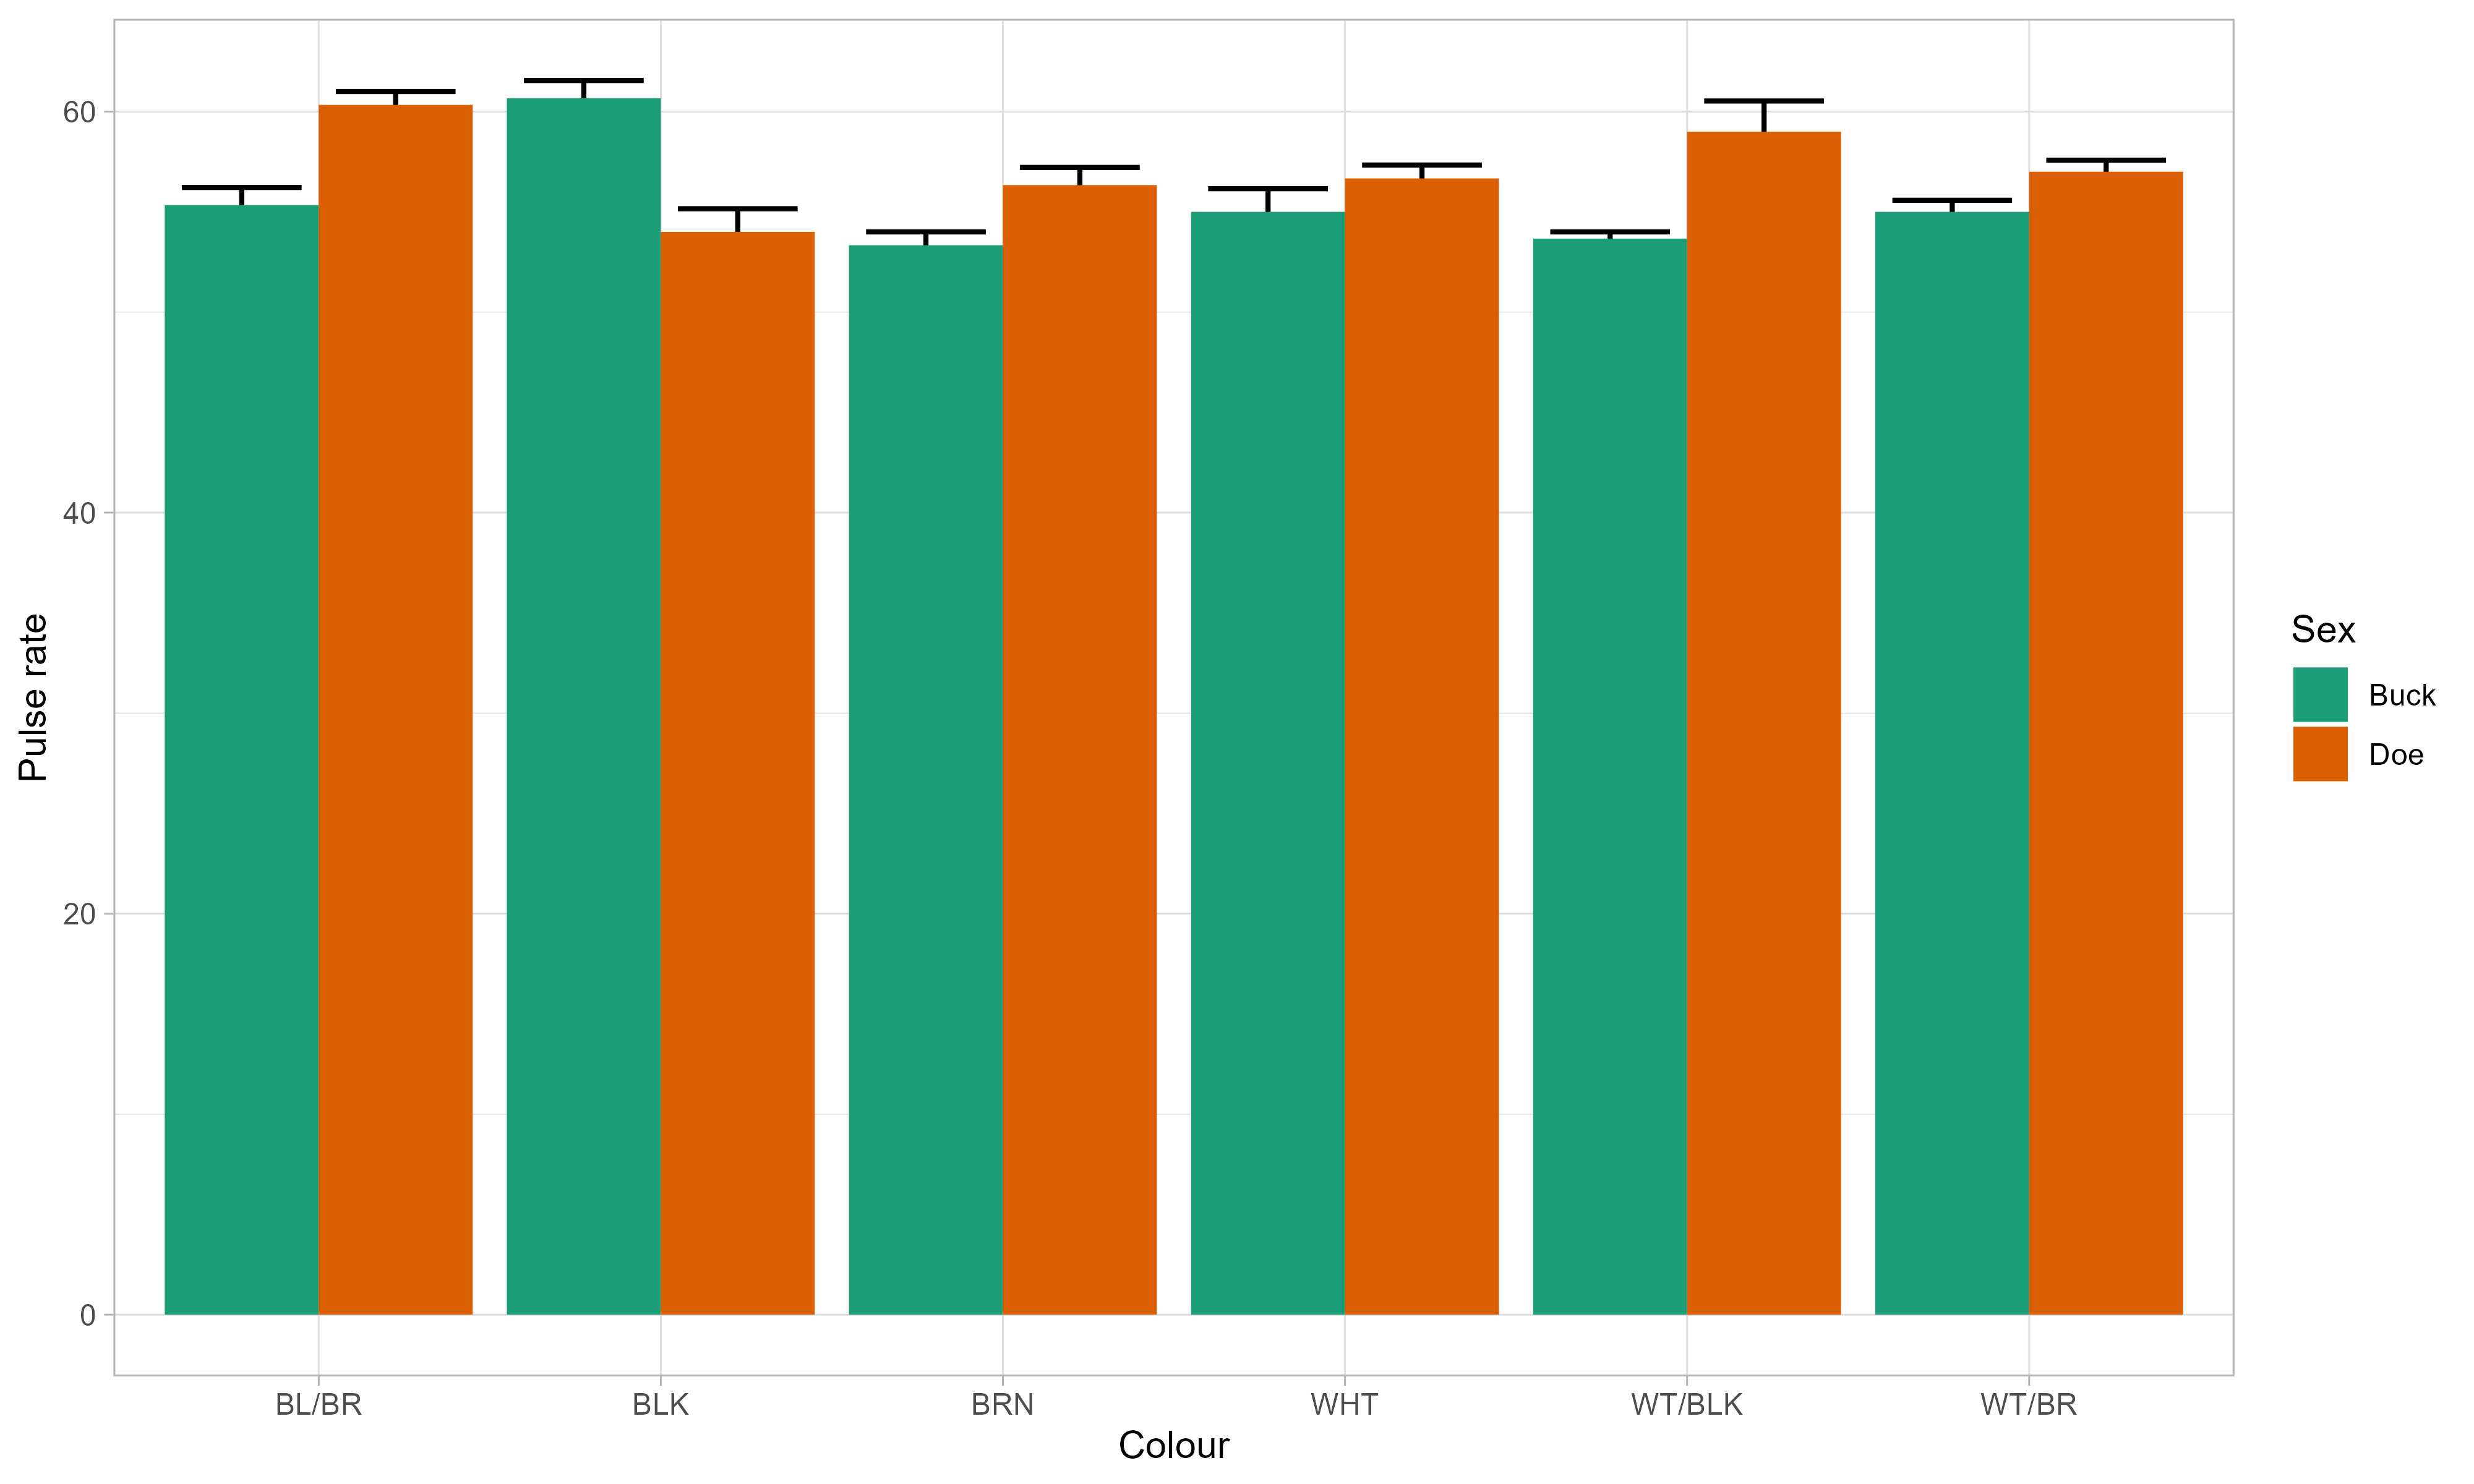 60
40
20
0
Pulse rate
BL/BR
BLK
BRN
WHT
WT/BLK
WT/BR
Colour
Sex
Buck
Doe